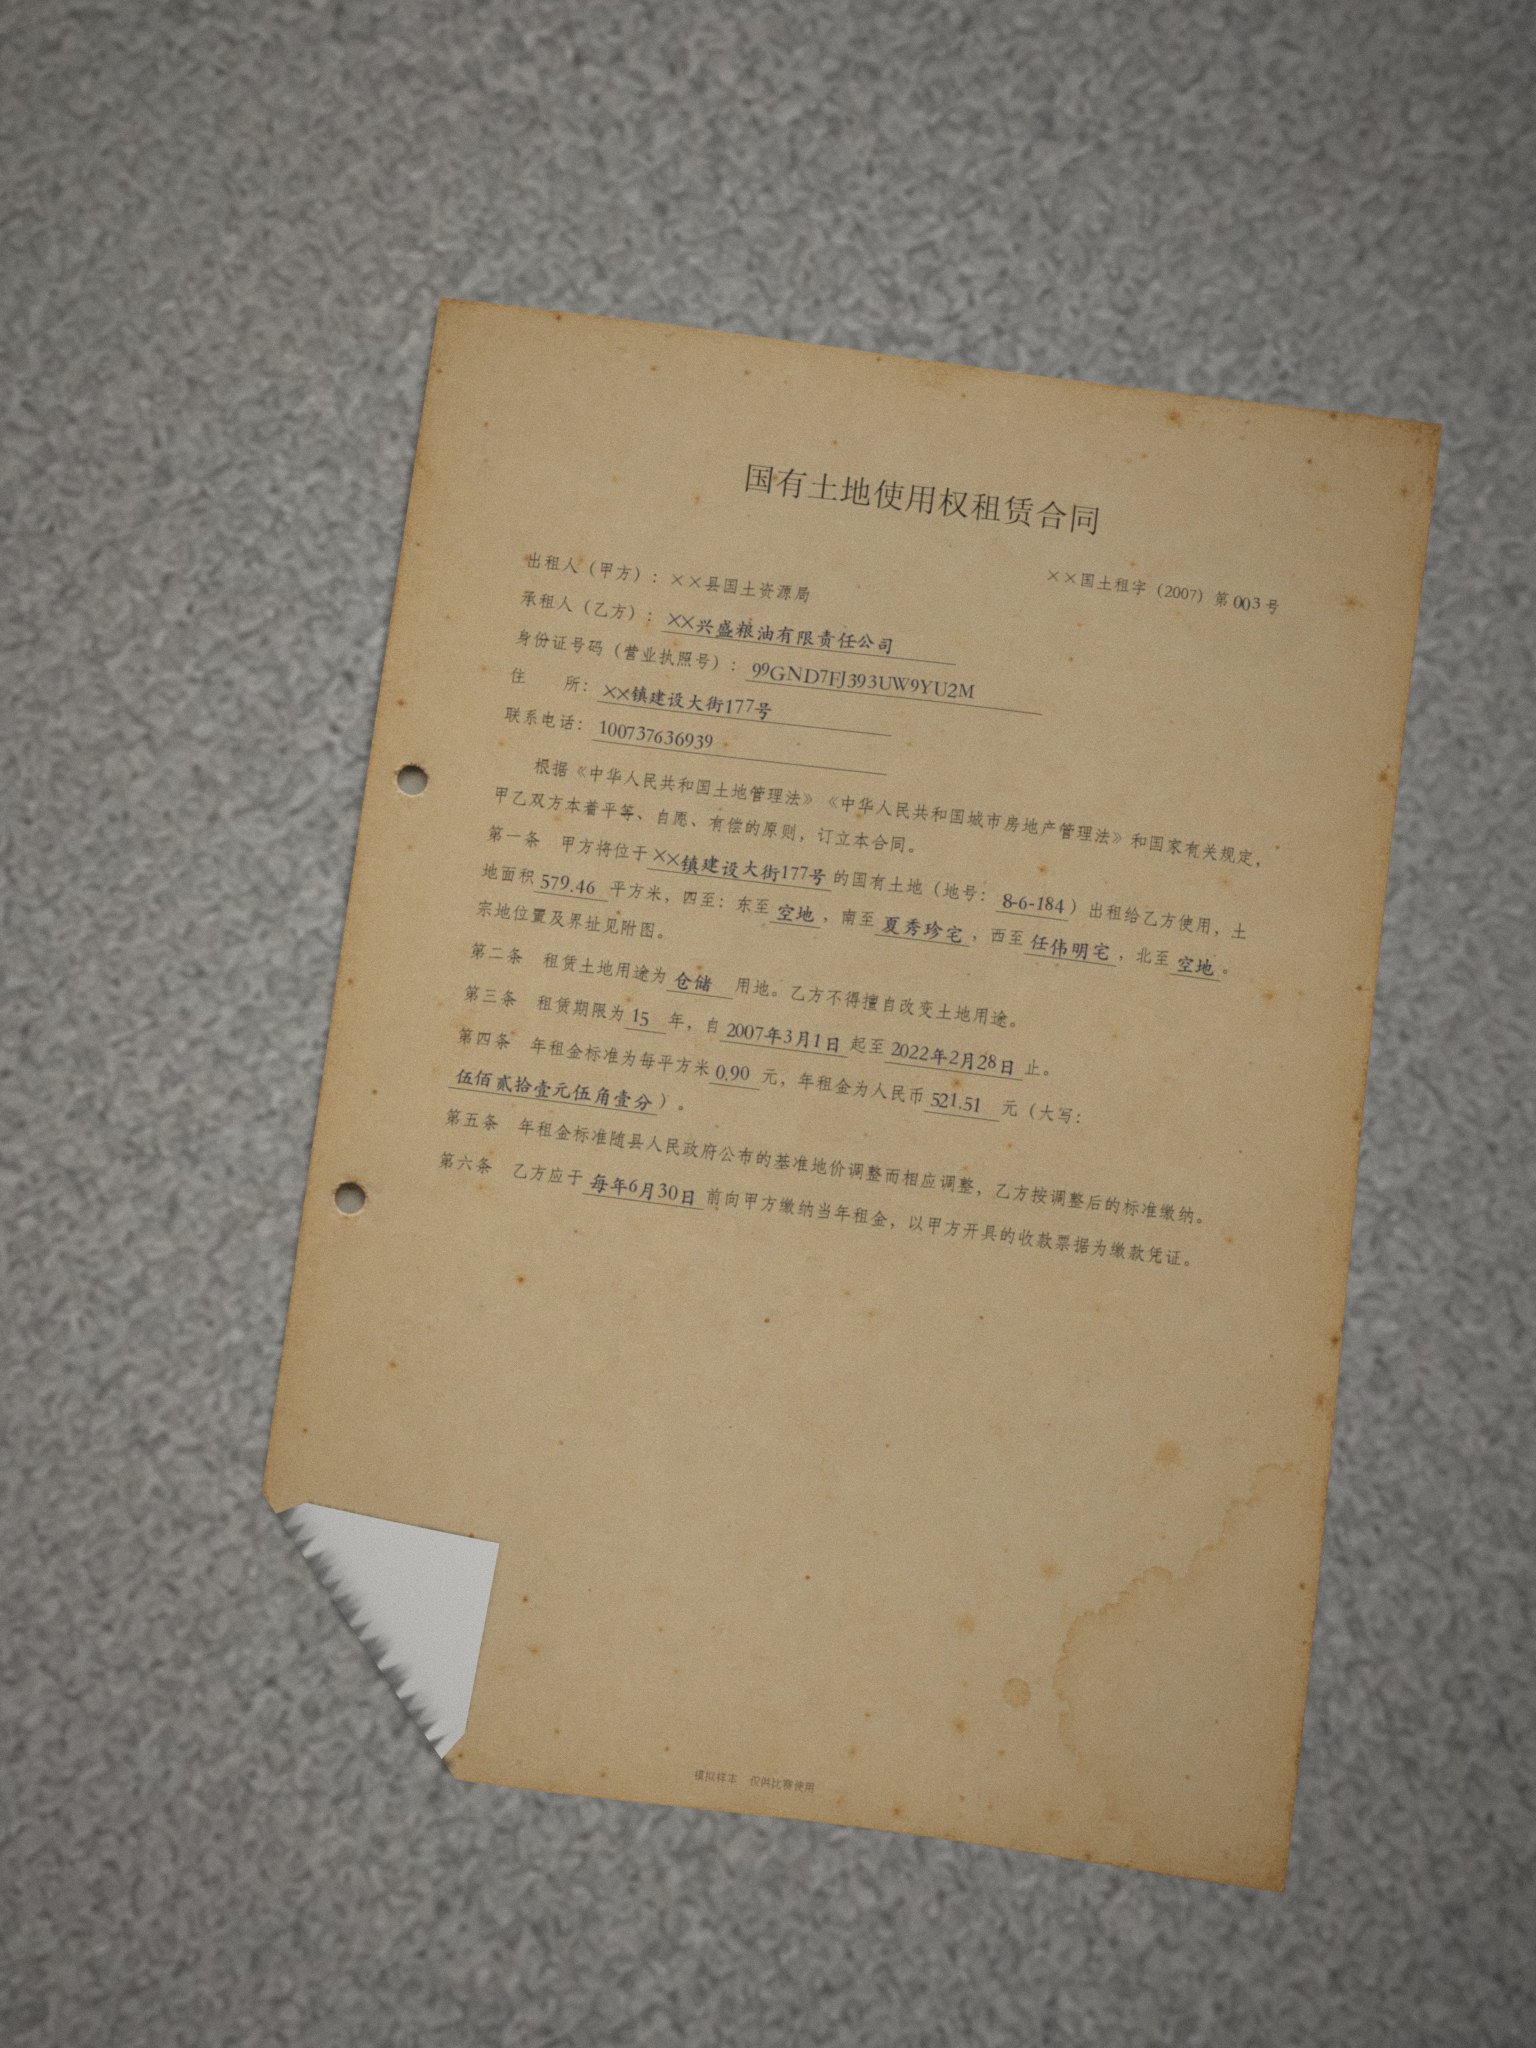 国有土地使用权租赁合同
××国土租字（2007）第003号
出租人（甲方）：××县国土资源局
承租人（乙方）：××兴盛粮油有限责任公司
身份证号码（营业执照号）：99GND7FJ393UW9YU2M
住　　所：××镇建设大街177号
联系电话：100737636939
根据《中华人民共和国土地管理法》《中华人民共和国城市房地产管理法》和国家有关规定，
甲乙双方本着平等、自愿、有偿的原则，订立本合同。
第一条　甲方将位于××镇建设大街177号的国有土地（地号：8-6-184）出租给乙方使用，土
地面积579.46平方米，四至：东至空地，南至夏秀珍宅，西至任伟明宅，北至空地。
宗地位置及界址见附图。
第二条　租赁土地用途为仓储用地。乙方不得擅自改变土地用途。
第三条　租赁期限为15年，自2007年3月1日起至2022年2月28日止。
第四条　年租金标准为每平方米0.90元，年租金为人民币521.51元（大写：
伍佰贰拾壹元伍角壹分）。
第五条　年租金标准随县人民政府公布的基准地价调整而相应调整，乙方按调整后的标准缴纳。
第六条　乙方应于每年6月30日前向甲方缴纳当年租金，以甲方开具的收款票据为缴款凭证。
模拟样本　仅供比赛使用